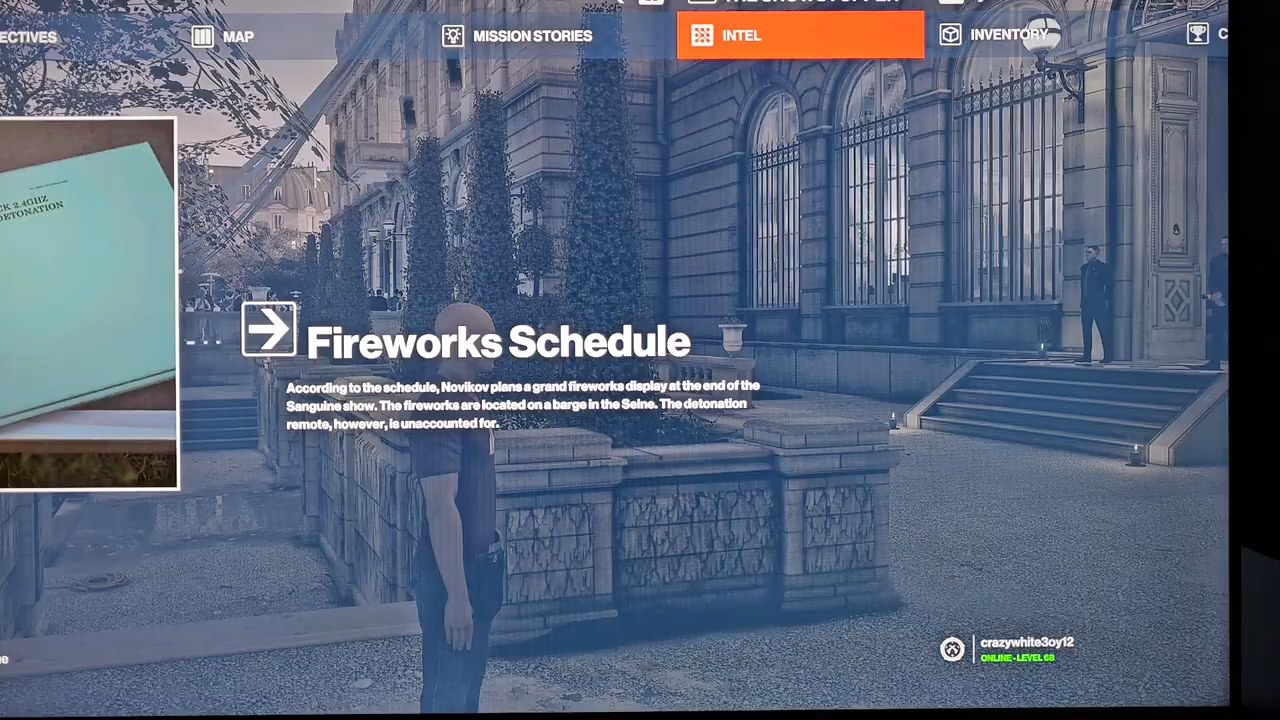 ECTIVES
MAP
MISSION STORIES
INTEL
INVENTORY
C
CK 2.4GHZ
DETONATION
Fireworks Schedule
According to the schedule, Novikov plans a grand fireworks display at the end of the
Sanguine show. The fireworks are located on a barge in the Seine. The detonation
remote, however, is unaccounted for.
crazywhite3oy12
ONLINE - LEVEL 68